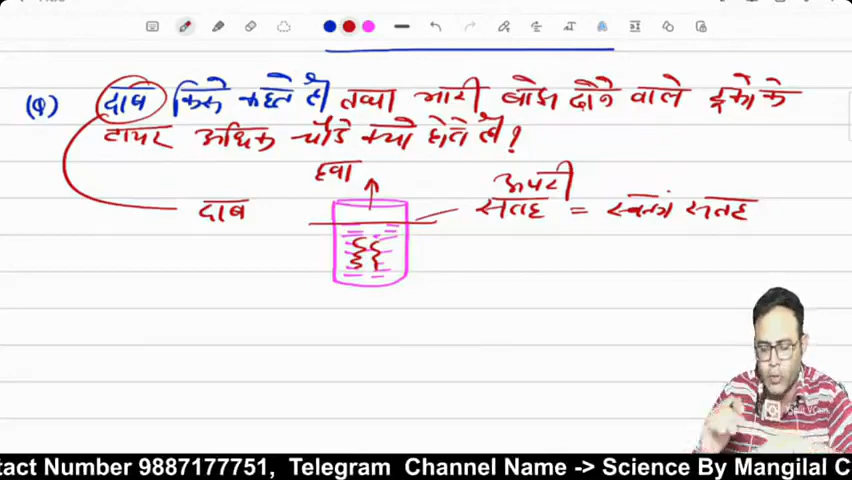 (Q) दाब किसे कहते है तथा भारी बोझ ढोने वाले ट्रको के
टायर अधिक चौडे क्यो होते है?
हवा
ऊपरी
दाब सतह = स्वतंत्र सतह
tact Number 9887177751, Telegram Channel Name -> Science By Mangilal C